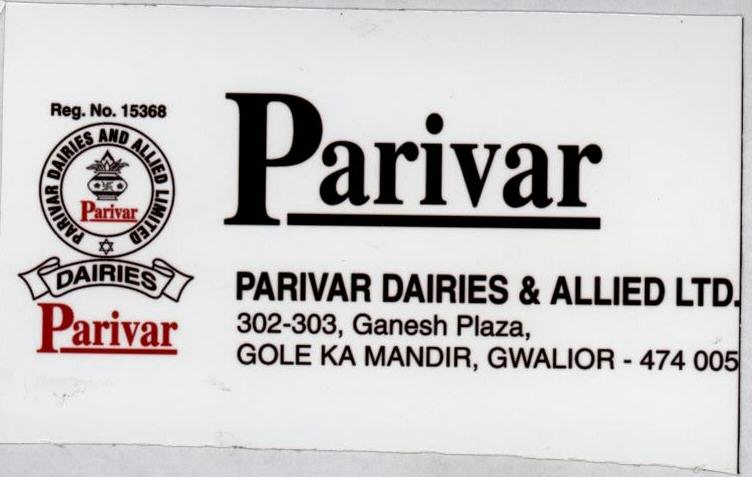 Reg. No. 15368
PARIVAR DAIRIES AND ALLIED LIMITED
Parivar
DAIRIES
Parivar
Parivar
PARIVAR DAIRIES & ALLIED LTD.
302-303, Ganesh Plaza,
GOLE KA MANDIR, GWALIOR - 474 005